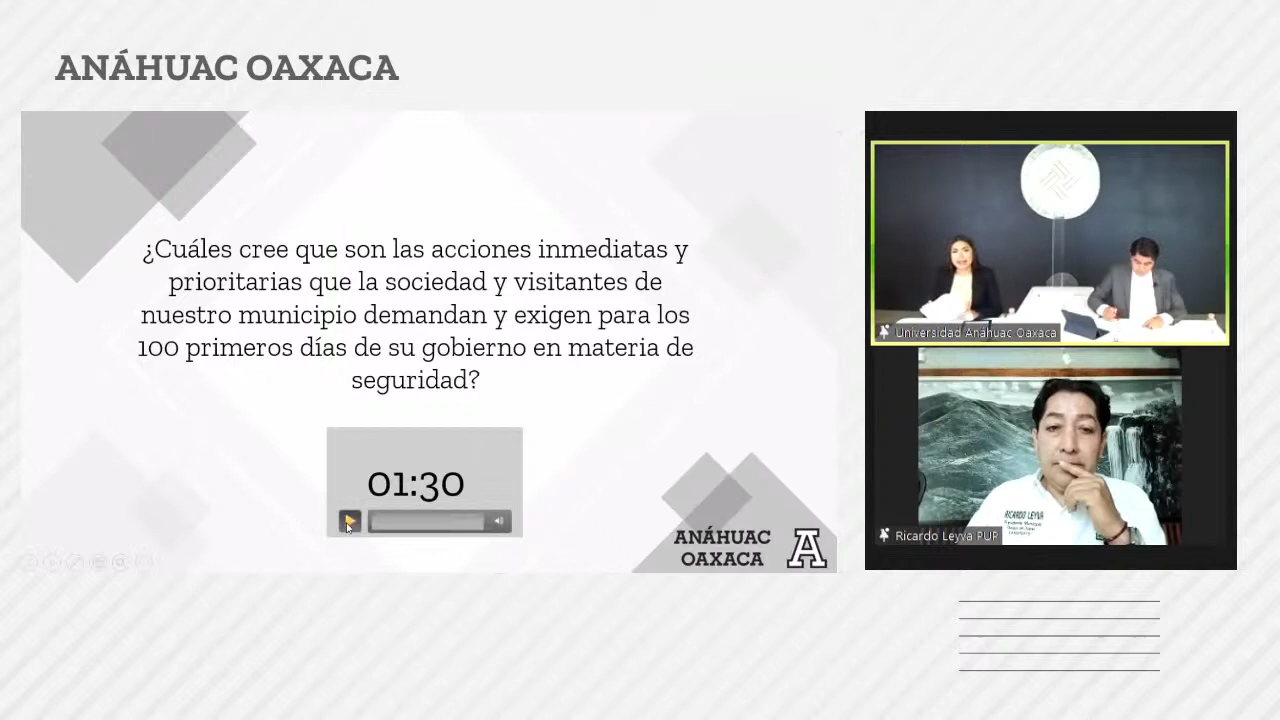 ANÁHUAC OAXACA
¿Cuáles cree que son las acciones inmediatas y
prioritarias que la sociedad y visitantes de
nuestro municipio demandan y exigen para los
100 primeros días de su gobierno en materia de
seguridad?
01:30
ANÁHUAC
OAXACA
A
Universidad Anahuac Oaxaca
RICARDO LEYVA
Ricardo Leyva PUP